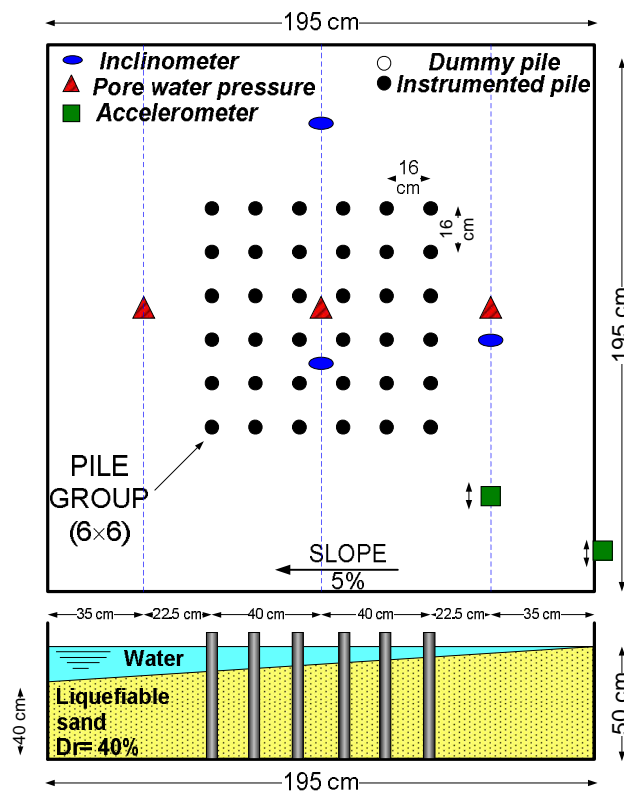 195 cm
Inclinometer
Pore water pressure
Accelerometer
Dummy pile
Instrumented pile
16
cm
16
cm
195 cm
PILE
GROUP
(6×6)
SLOPE
5%
35 cm
22.5 cm
40 cm
40 cm
22.5 cm
35 cm
Water
Liquefiable
sand
Dr= 40%
40 cm
50 cm
195 cm